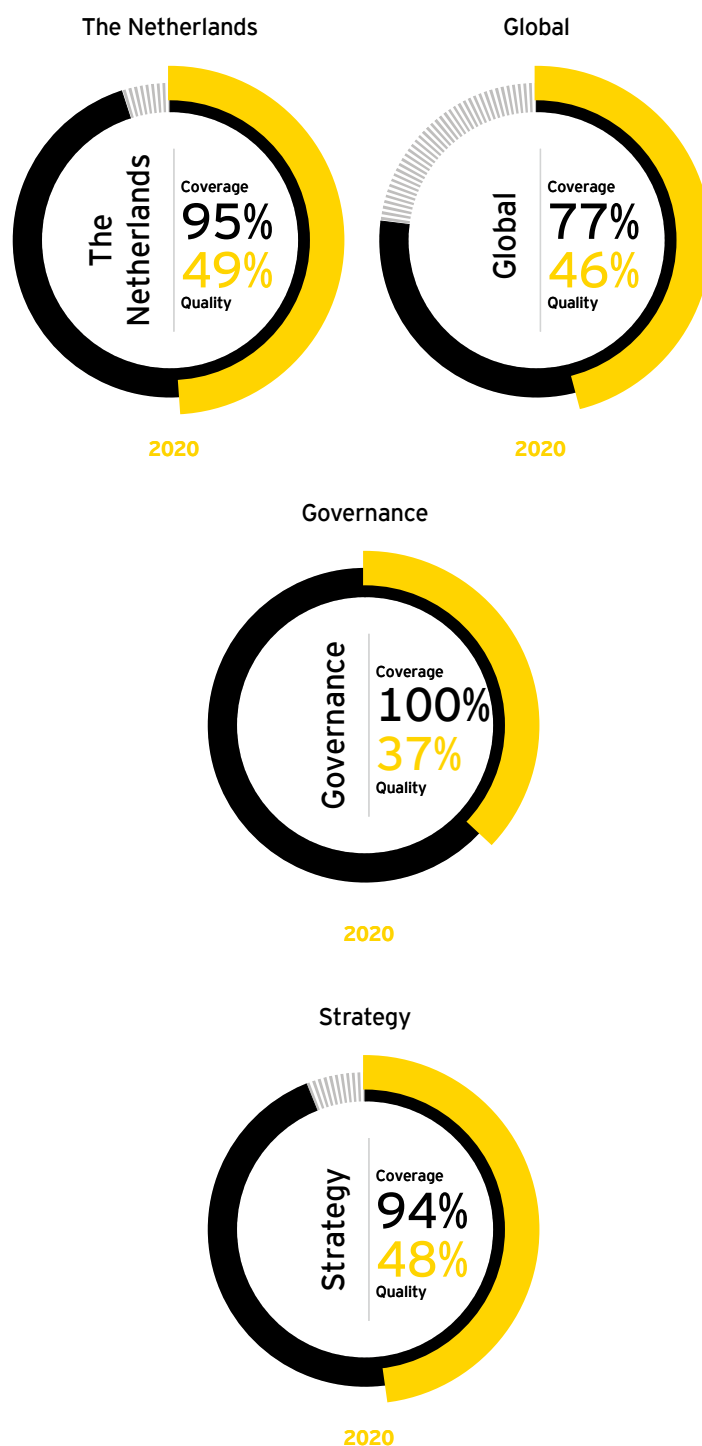 The Netherlands
The
Netherlands
Coverage
95%
49%
Quality
2020
Global
Global
Coverage
77%
46%
Quality
2020
Governance
Governance
Coverage
100%
37%
Quality
2020
Strategy
Strategy
Coverage
94%
48%
Quality
2020